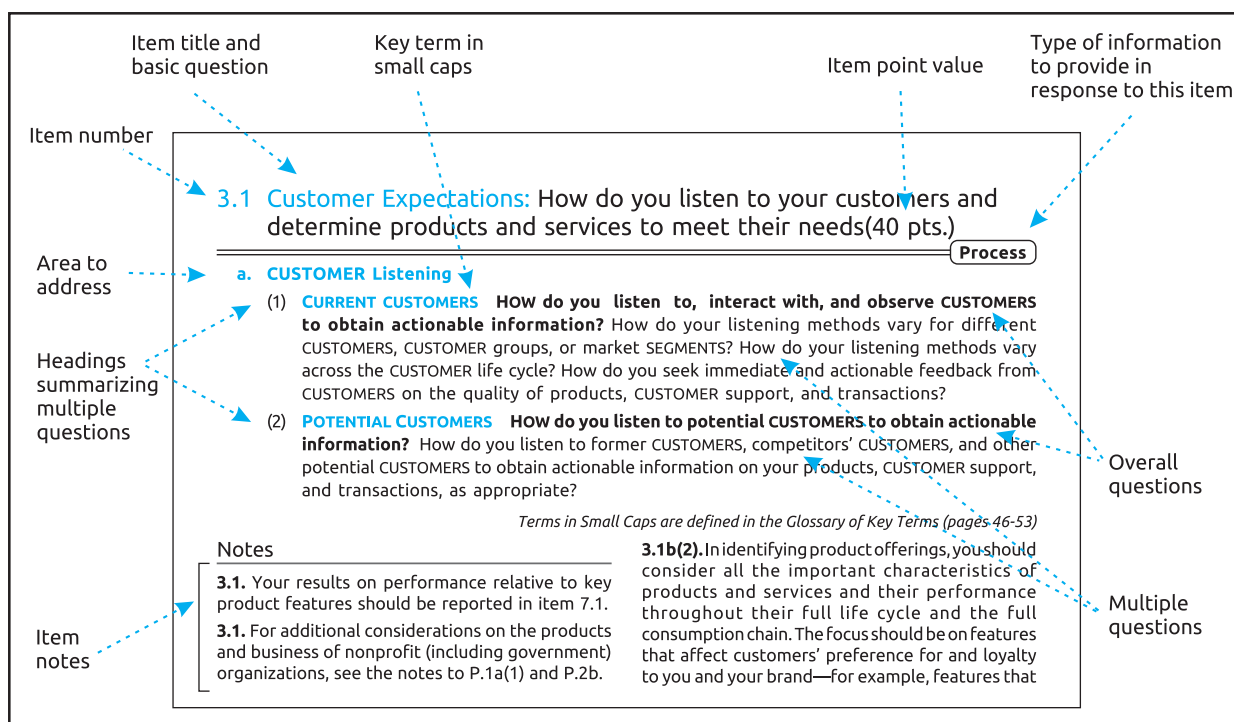 Item title and
basic question
Key term in
small caps
Item point value
Type of information
to provide in
response to this item
Item number
3.1 Customer Expectations: How do you listen to your customers and
determine products and services to meet their needs(40 pts.)
Process
Area to
address
a. CUSTOMER Listening
(1) CURRENT CUSTOMERS HOW do you listen to, interact with, and observe CUSTOMERS
to obtain actionable information? How do your listening methods vary for different
CUSTOMERS, CUSTOMER groups, or market SEGMENTS? How do your listening methods vary
across the CUSTOMER life cycle? How do you seek immediate and actionable feedback from
CUSTOMERS on the quality of products, CUSTOMER support, and transactions?
Headings
summarizing
multiple
questions
(2) POTENTIAL CUSTOMERS HOW do you listen to potential CUSTOMERS to obtain actionable
information? How do you listen to former CUSTOMERS, competitors' CUSTOMERS, and other
potential CUSTOMERS to obtain actionable information on your products, CUSTOMER support,
and transactions, as appropriate?
Overall
questions
Terms in Small Caps are defined in the Glossary of Key Terms (pages 46-53)
Notes
3.1. Your results on performance relative to key
product features should be reported in item 7.1.
3.1. For additional considerations on the products
and business of nonprofit (including government)
organizations, see the notes to P.1a(1) and P.2b.
Item
notes
3.1b(2). In identifying product offerings, you should
consider all the important characteristics of
products and services and their performance
throughout their full life cycle and the full
consumption chain. The focus should be on features
that affect customers' preference for and loyalty
to you and your brand—for example, features that
Multiple
questions